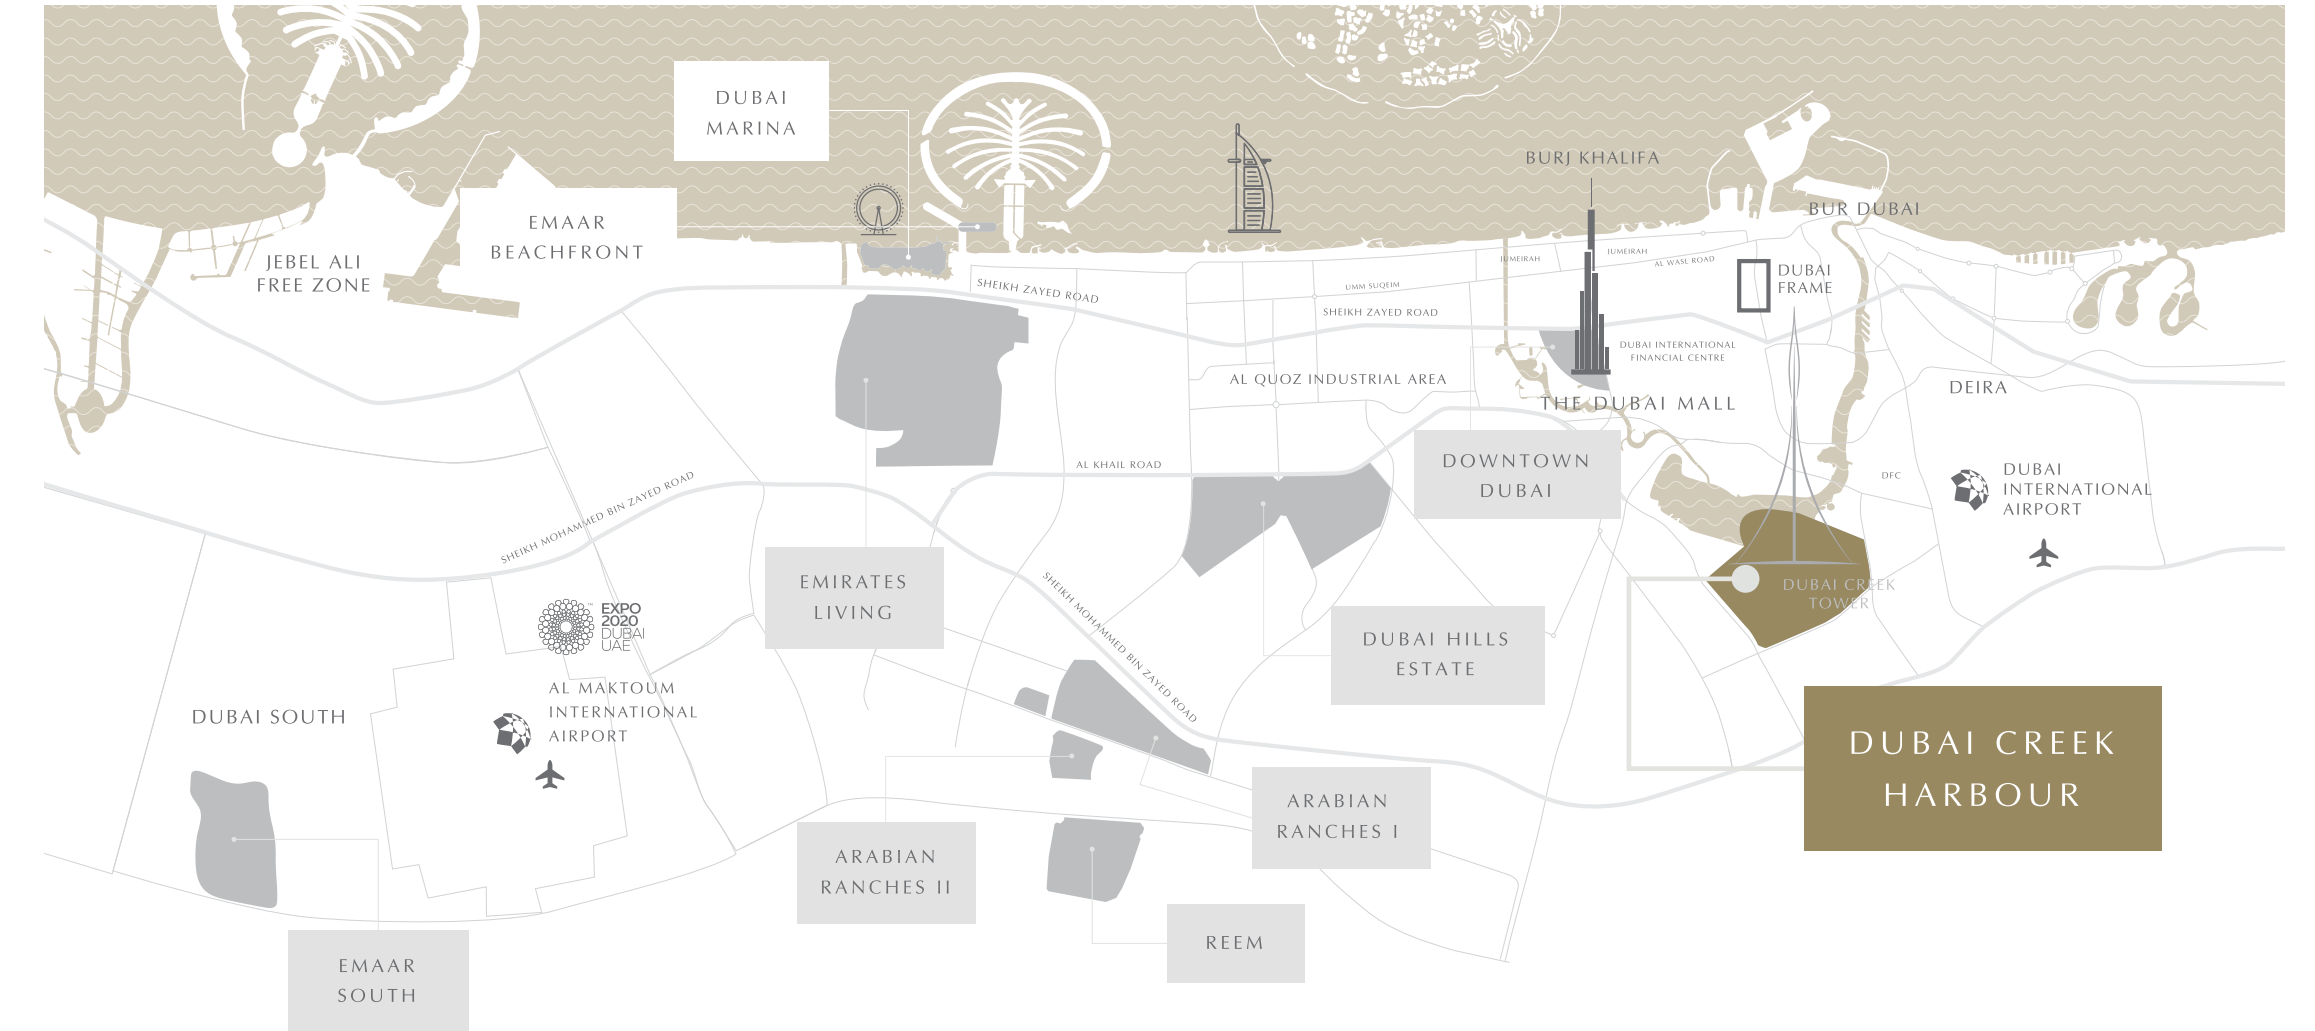 DUBAI
MARINA
BURJ KHALIFA
BUR DUBAI
EMAAR
BEACHFRONT
JEBEL ALI
FREE ZONE
JUMEIRAH
JUMEIRAH
AL WASL ROAD
DUBAI
FRAME
SHEIKH ZAYED ROAD
UMM SUQEIM
SHEIKH ZAYED ROAD
DUBAI INTERNATIONAL
FINANCIAL CENTRE
AL QUOZ INDUSTRIAL AREA
THE DUBAI MALL
DEIRA
AL KHAIL ROAD
DOWNTOWN
DUBAI
DFC
DUBAI
INTERNATIONAL
AIRPORT
SHEIKH MOHAMMED BIN ZAYED ROAD
EMIRATES
LIVING
SHEIKH MOHAMMED BIN ZAYED ROAD
DUBAI CREEK
TOWER
EXPO
2020
DUBAI
UAE
DUBAI HILLS
ESTATE
AL MAKTOUM
INTERNATIONAL
AIRPORT
DUBAI SOUTH
DUBAI CREEK
HARBOUR
ARABIAN
RANCHES I
ARABIAN
RANCHES II
REEM
EMAAR
SOUTH